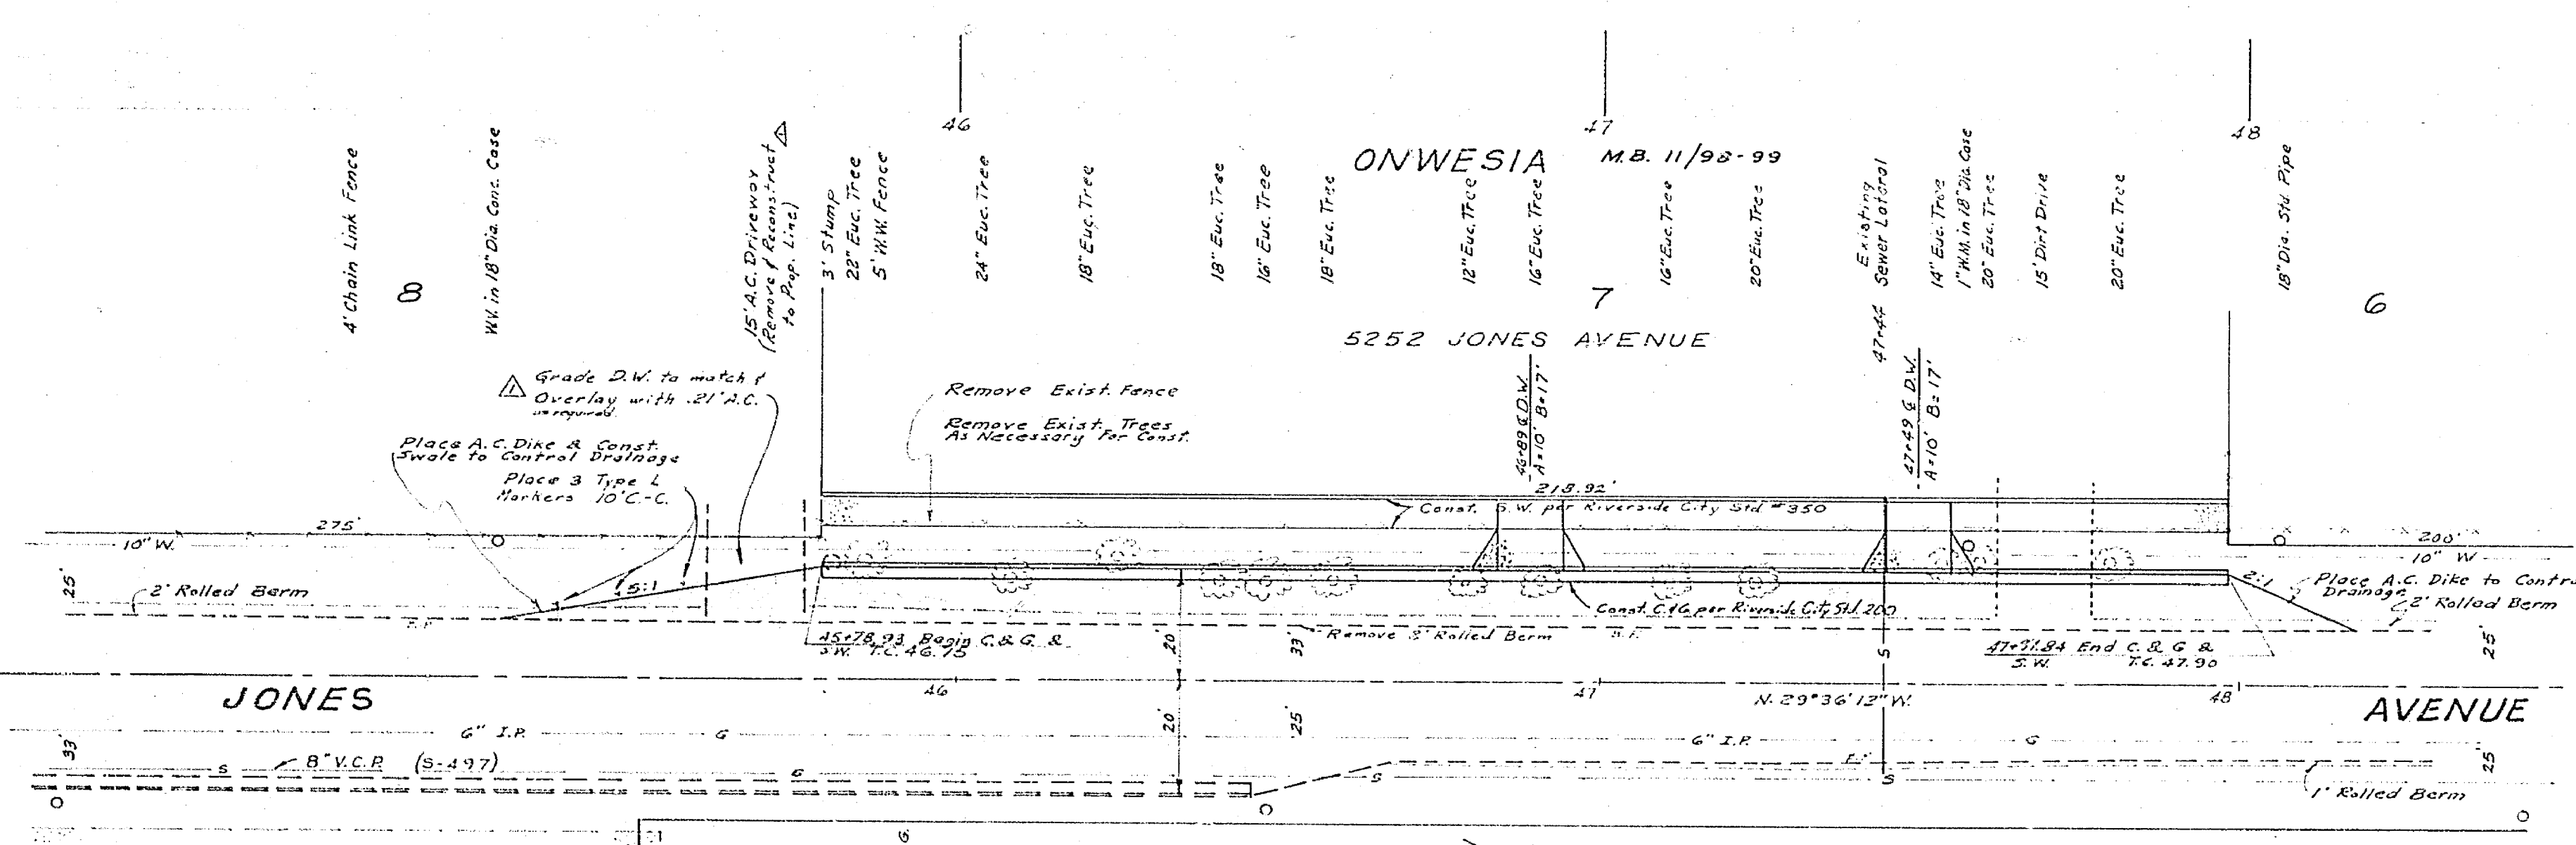 46
47
48
ONWESIA M.B. 11/98-99
4' Chain Link Fence
W.V. in 18" Dia. Conc. Case
15' A.C. Driveway
(Remove & Reconstruct
to Prop. Line)
3' Stump
22" Euc. Tree
5' W.W. Fence
24" Euc. Tree
18" Euc. Tree
18" Euc. Tree
16" Euc. Tree
18" Euc. Tree
12" Euc. Tree
16" Euc. Tree
16" Euc. Tree
20" Euc. Tree
Existing
47+44 Sewer Lateral
14" Euc. Tree
1" W.M. in 18" Dia. Case
20" Euc. Tree
15' Dirt Drive
20" Euc. Tree
18" Dia. Std. Pipe
8
7
6
5252 JONES AVENUE
1 Grade D.W. to match &
Overlay with .21' A.C.
as required.
Remove Exist. Fence
Remove Exist. Trees
As Necessary For Const.
46+89 ℄ D.W.
A=10' B=17'
47+49 ℄ D.W.
A=10' B=17'
Place A.C. Dike & Const.
Swale to Control Drainage
Place 3 Type L
Markers 10' C.-C.
218.92'
Const. S.W. per Riverside City Std #350
275'
200'
10" W.
10" W
25'
2' Rolled Berm
15:1
2:1
Place A.C. Dike to Contro
Drainage
2' Rolled Berm
Const. C & G per Riverside City Std. 200
45+78.93 Begin C. & G. &
S.W. T.C. 46.75
20'
33'
Remove 2' Rolled Berm
47+97.84 End C. & G &
S.W. T.C. 47.90
25'
S
46
47
N. 29°36'12" W.
48
JONES
AVENUE
33'
6" I.P.
G
20'
25'
6" I.P.
G
25'
S
8" V.C.P. (S-497)
S
S
1' Rolled Berm